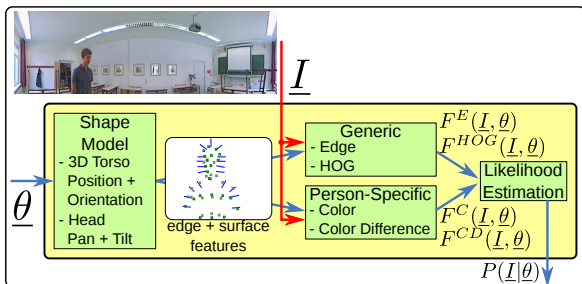 I
θ
Shape
Model
- 3D Torso
Position +
Orientation
- Head
Pan + Tilt
edge + surface
features
Generic
- Edge
- HOG
Person-Specific
- Color
- Color Difference
F^E(I, θ)
F^{HOG}(I, θ)
F^C(I, θ)
F^{CD}(I, θ)
Likelihood
Estimation
P(I|θ)